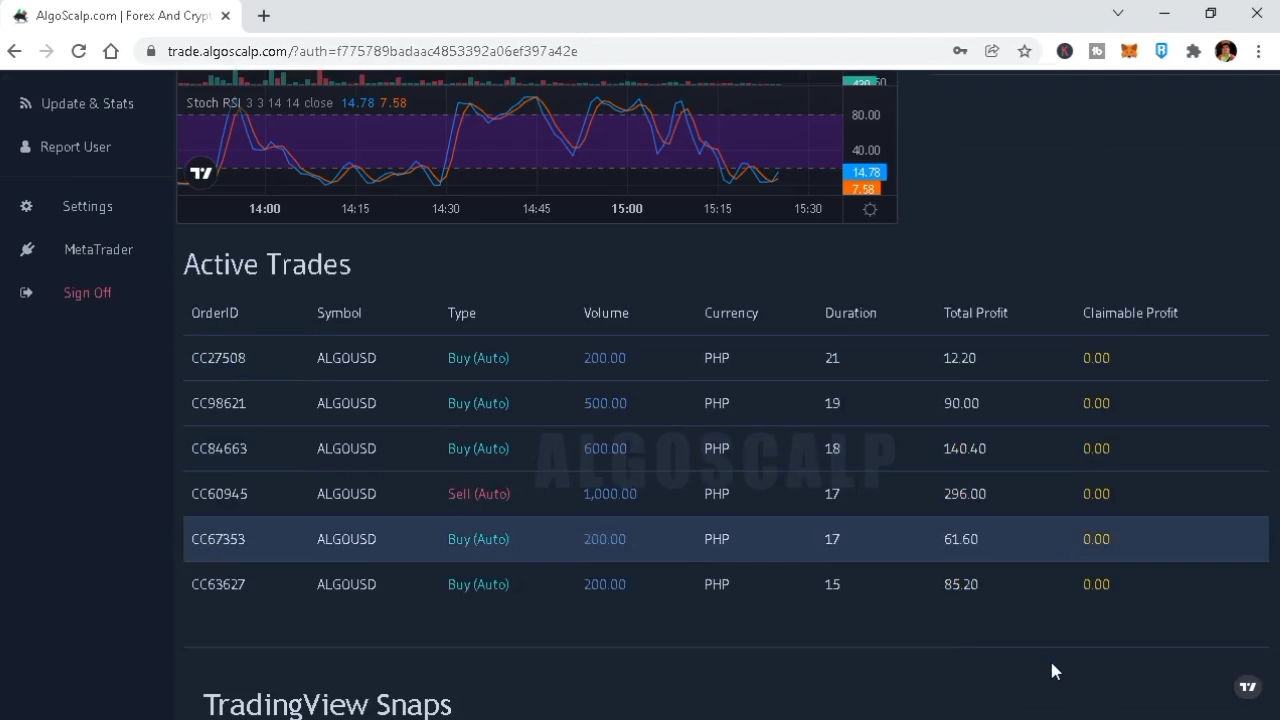 AlgoScalp.com | Forex And Crypt
trade.algoscalp.com/?auth=f775789badaac4853392a06ef397a42e
Update & Stats
Report User
Settings
MetaTrader
Sign Off
Stoch RSI 3 3 14 14 close 14.78 7.58
80.00
40.00
14.78
7.58
14:00 14:15 14:30 14:45 15:00 15:15 15:30
Active Trades
OrderID Symbol Type Volume Currency Duration Total Profit Claimable Profit
CC27508 ALGOUSD Buy (Auto) 200.00 PHP 21 12.20 0.00
CC98621 ALGOUSD Buy (Auto) 500.00 PHP 19 90.00 0.00
CC84663 ALGOUSD Buy (Auto) 600.00 PHP 18 140.40 0.00
ALGOSCALP
CC60945 ALGOUSD Sell (Auto) 1,000.00 PHP 17 296.00 0.00
CC67353 ALGOUSD Buy (Auto) 200.00 PHP 17 61.60 0.00
CC63627 ALGOUSD Buy (Auto) 200.00 PHP 15 85.20 0.00
TradingView Snaps